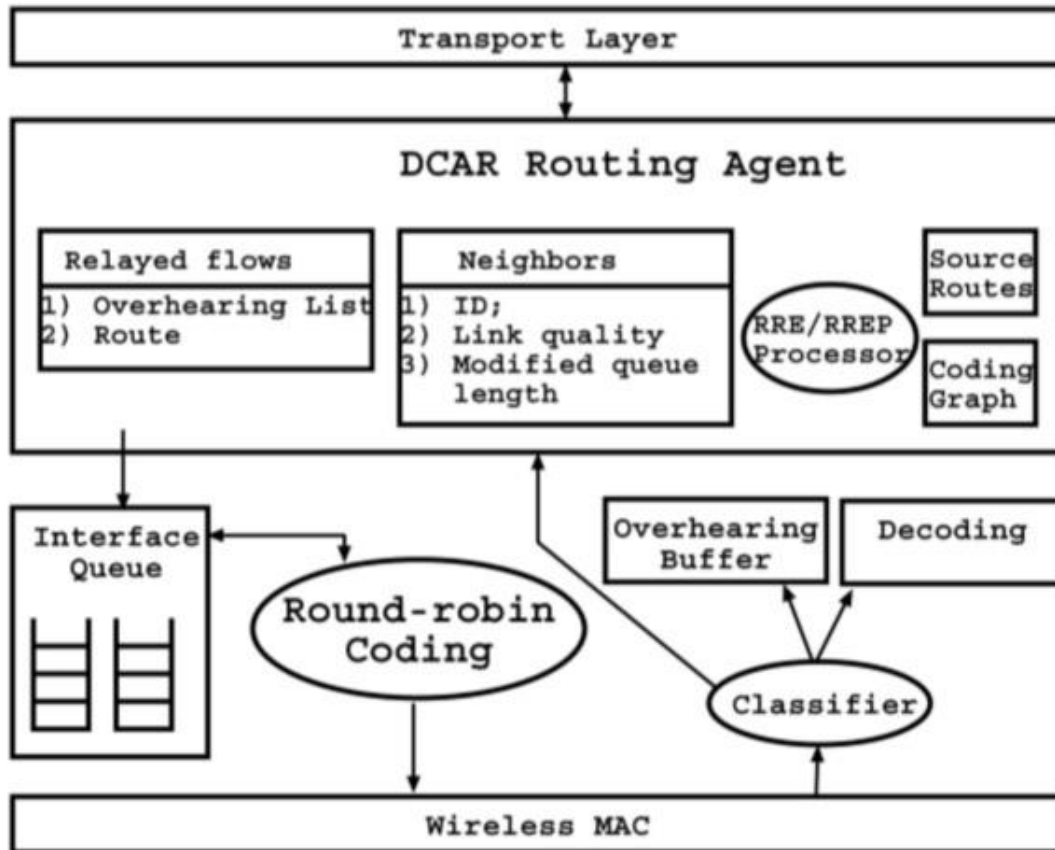 Transport Layer
DCAR Routing Agent
Relayed flows
1) Overhearing List
2) Route
Neighbors
1) ID;
2) Link quality
3) Modified queue
length
RRE/RREP
Processor
Source
Routes
Coding
Graph
Interface
Queue
Round-robin
Coding
Overhearing
Buffer
Decoding
Classifier
Wireless MAC